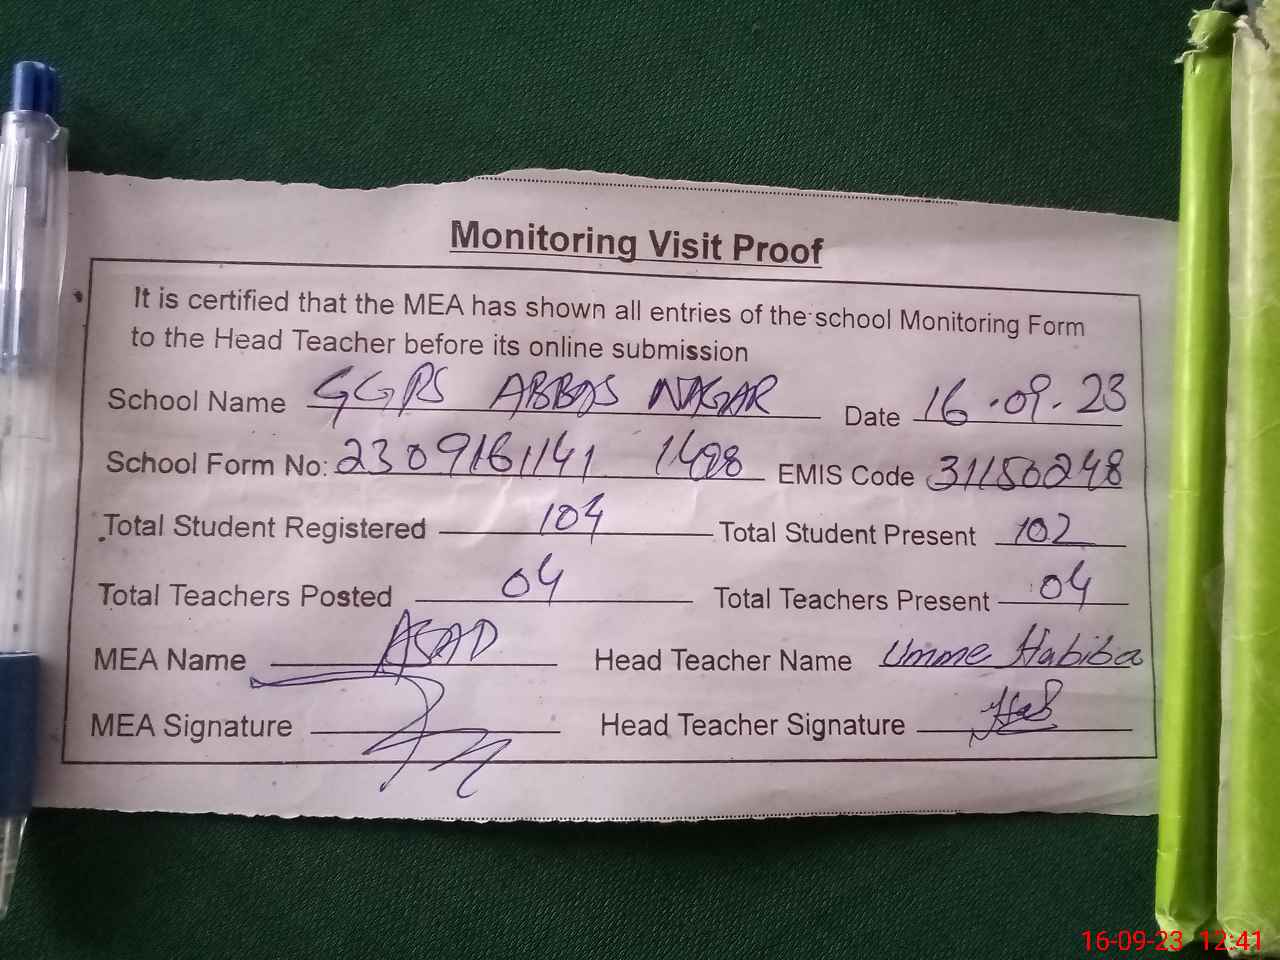 Monitoring Visit Proof
It is certified that the MEA has shown all entries of the school Monitoring Form
to the Head Teacher before its online submission
School Name GGPS ABBAS NAGAR Date 16.09.23
School Form No: 2309161141 1498 EMIS Code 31150248
Total Student Registered 104 Total Student Present 102
Total Teachers Posted 04 Total Teachers Present 04
MEA Name ASAD Head Teacher Name Umme Habiba
MEA Signature Head Teacher Signature
16-09-23 12:41